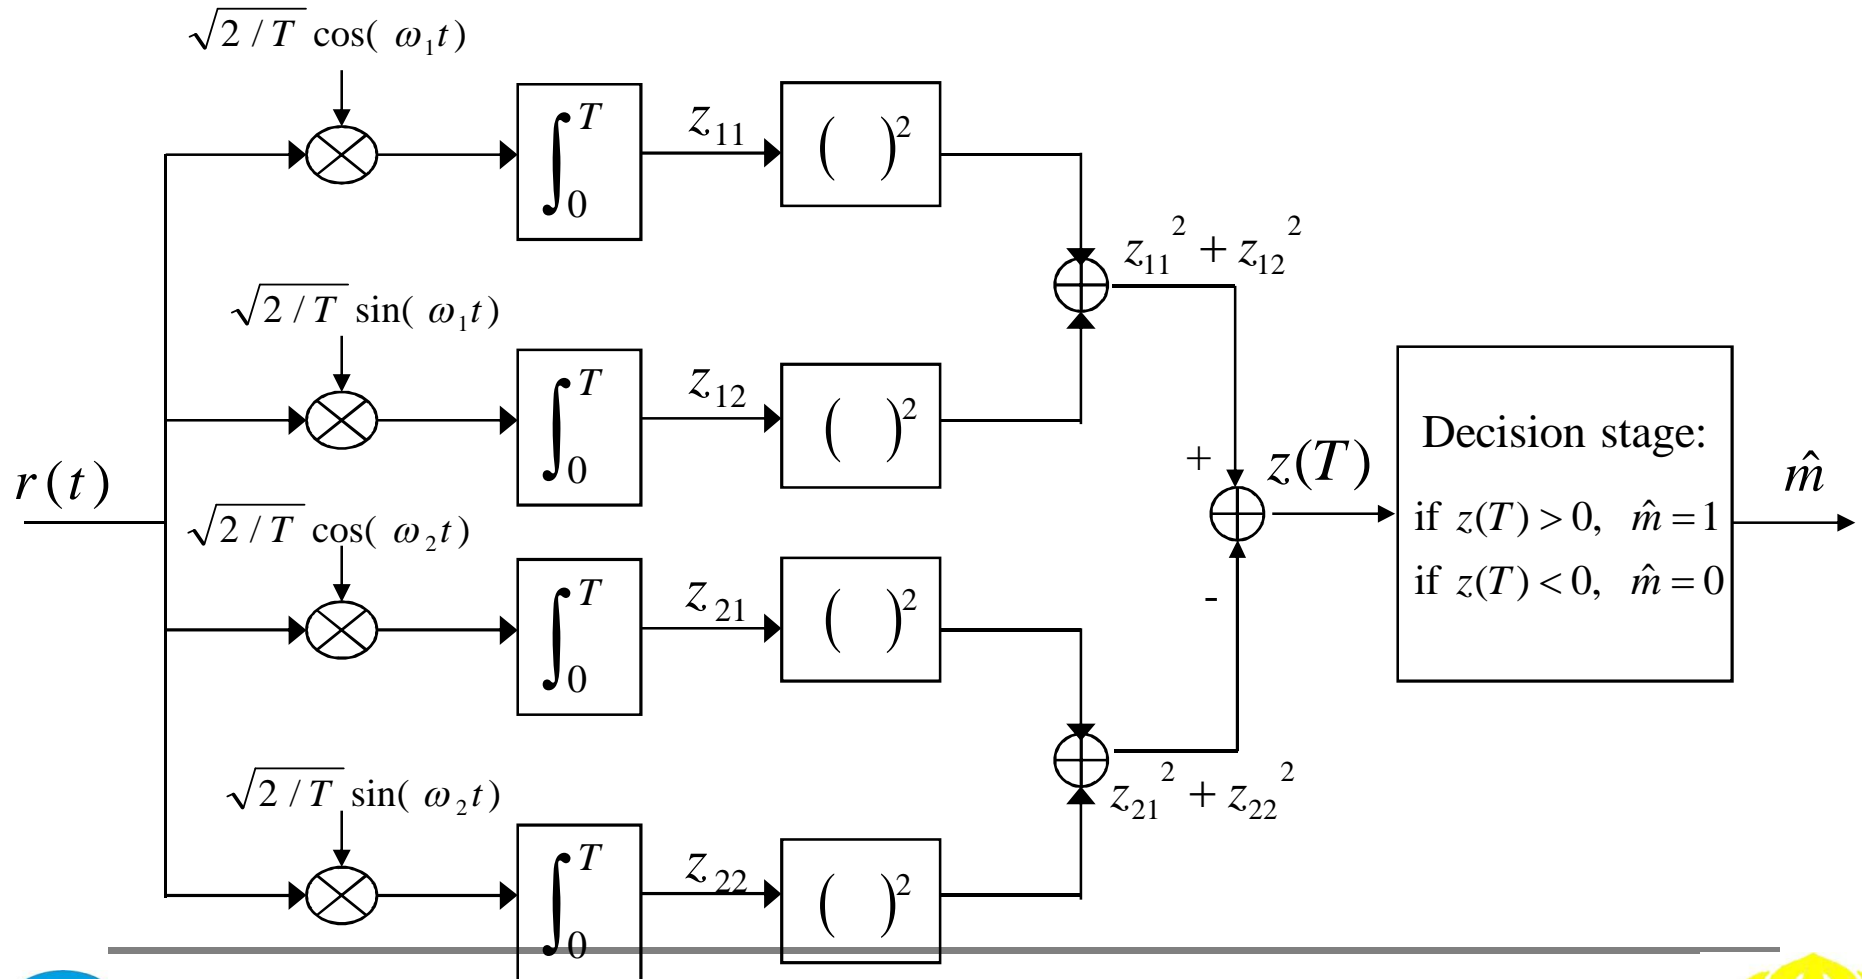 √2 / T cos( ω₁t)
∫₀ᵀ
z₁₁
( )²
z₁₁² + z₁₂²
√2 / T sin( ω₁t)
∫₀ᵀ
z₁₂
( )²
r(t)
+
z(T)
-
Decision stage:
if z(T) > 0, m̂ = 1
if z(T) < 0, m̂ = 0
m̂
√2 / T cos( ω₂t)
∫₀ᵀ
z₂₁
( )²
z₂₁² + z₂₂²
√2 / T sin( ω₂t)
∫₀ᵀ
z₂₂
( )²